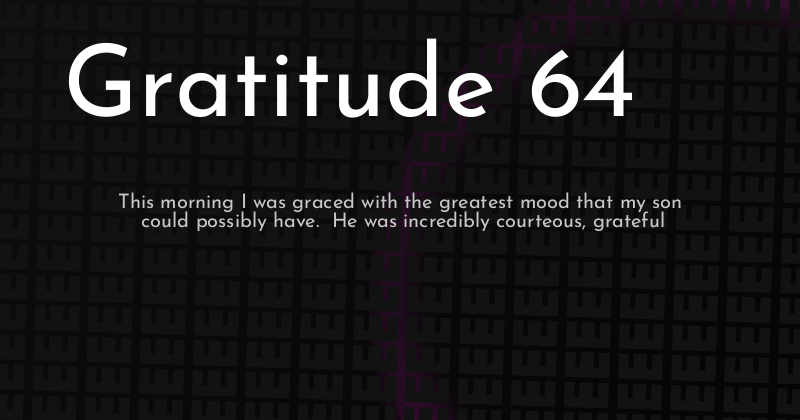 Gratitude 64
This morning I was graced with the greatest mood that my son
could possibly have.  He was incredibly courteous, grateful